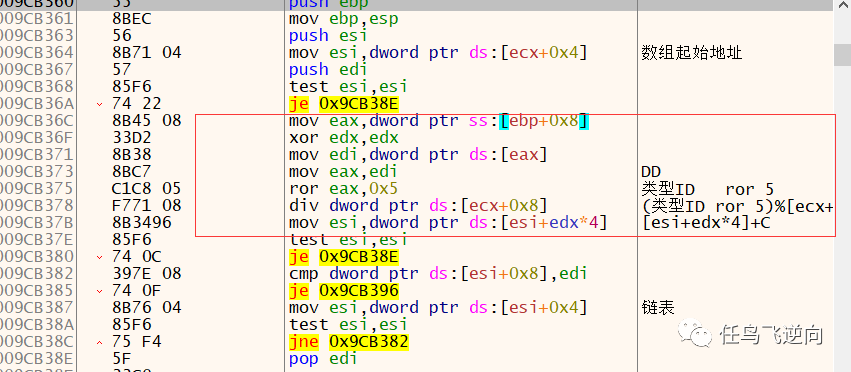 009CB360 55 push ebp
009CB361 8BEC mov ebp,esp
009CB363 56 push esi
009CB364 8B71 04 mov esi,dword ptr ds:[ecx+0x4] 数组起始地址
009CB367 57 push edi
009CB368 85F6 test esi,esi
009CB36A 74 22 je 0x9CB38E
009CB36C 8B45 08 mov eax,dword ptr ss:[ebp+0x8]
009CB36F 33D2 xor edx,edx
009CB371 8B38 mov edi,dword ptr ds:[eax]
009CB373 8BC7 mov eax,edi DD
009CB375 C1C8 05 ror eax,0x5 类型ID ror 5
009CB378 F771 08 div dword ptr ds:[ecx+0x8] (类型ID ror 5)%[ecx+
009CB37B 8B3496 mov esi,dword ptr ds:[esi+edx*4] [esi+edx*4]+C
009CB37E 85F6 test esi,esi
009CB380 74 0C je 0x9CB38E
009CB382 397E 08 cmp dword ptr ds:[esi+0x8],edi
009CB385 74 0F je 0x9CB396
009CB387 8B76 04 mov esi,dword ptr ds:[esi+0x4] 链表
009CB38A 85F6 test esi,esi
009CB38C 75 F4 jne 0x9CB382
009CB38E 5F pop edi
任鸟飞逆向